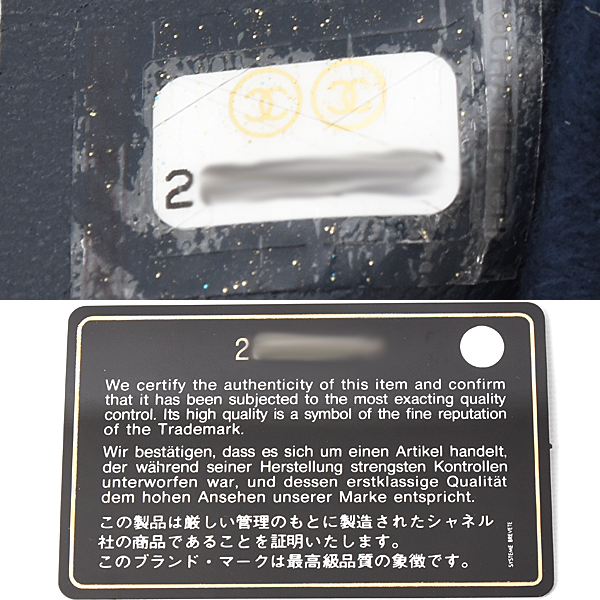 2
2
We certify the authenticity of this item and confirm
that it has been subjected to the most exacting quality
control. Its high quality is a symbol of the fine reputation
of the Trademark.
Wir bestätigen, dass es sich um einen Artikel handelt,
der während seiner Herstellung strengsten Kontrollen
unterworfen war, und dessen erstklassige Qualität
dem hohen Ansehen unserer Marke entspricht.
この製品は厳しい管理のもとに製造されたシャネル
社の商品であることを証明いたします。
このブランド・マークは最高級品質の象徴です。
SYSTEME BREVETE